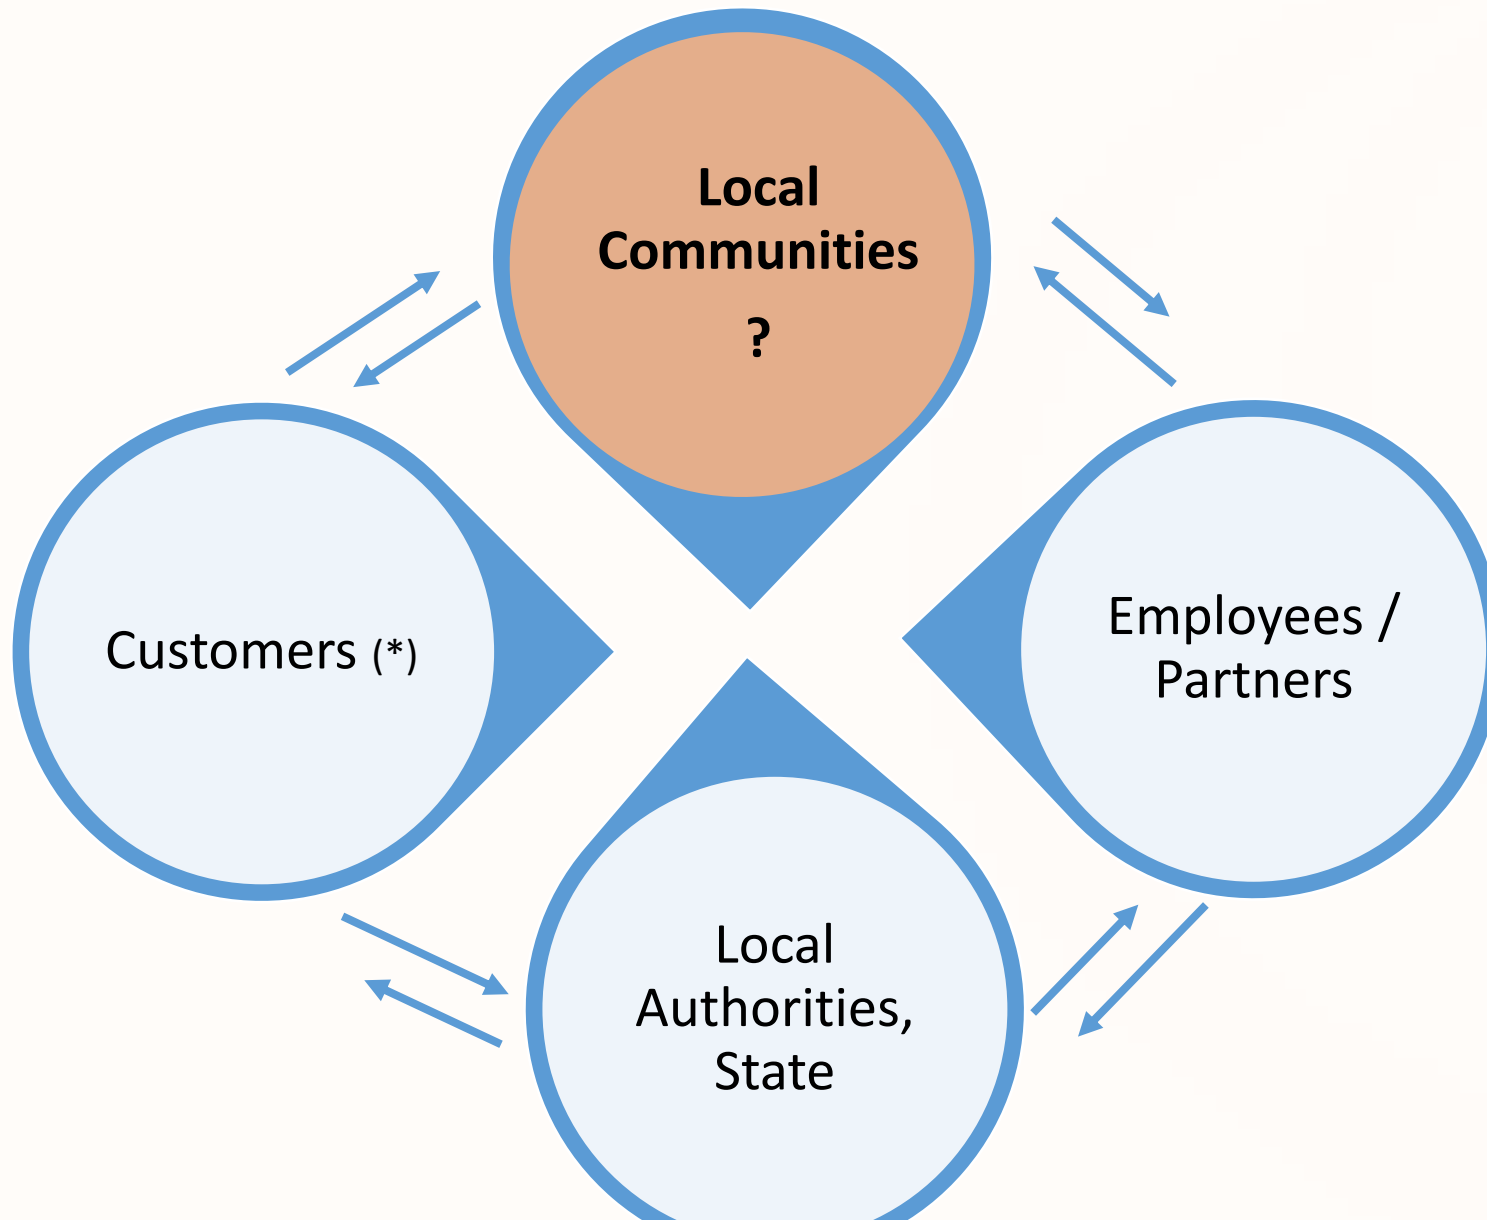 Local
Communities
?
Customers (*)
Employees /
Partners
Local
Authorities,
State